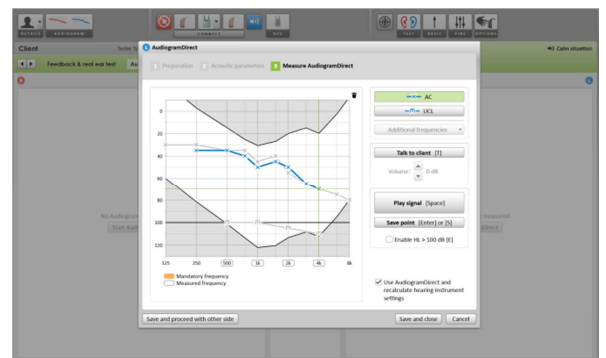 DETAILS
AUDIOGRAM
CONNECT
ACT
TEST
BASIC
FINE
OPTIONS
Client
Calm situation
Feedback & real ear test
AudiogramDirect
1 Preparation
2 Acoustic parameters
3 Measure AudiogramDirect
AC
UCL
Additional frequencies
Talk to client [T]
Volume: 0 dB
Play signal [Space]
Save point [Enter] or [S]
Enable HL > 100 dB [E]
0
20
40
60
80
100
120
125 250 500 1k 2k 4k 8k
Mandatory frequency
Measured frequency
Use AudiogramDirect and
recalculate hearing instrument
settings
No Audiogram
measured
Save and proceed with other side
Save and close
Cancel